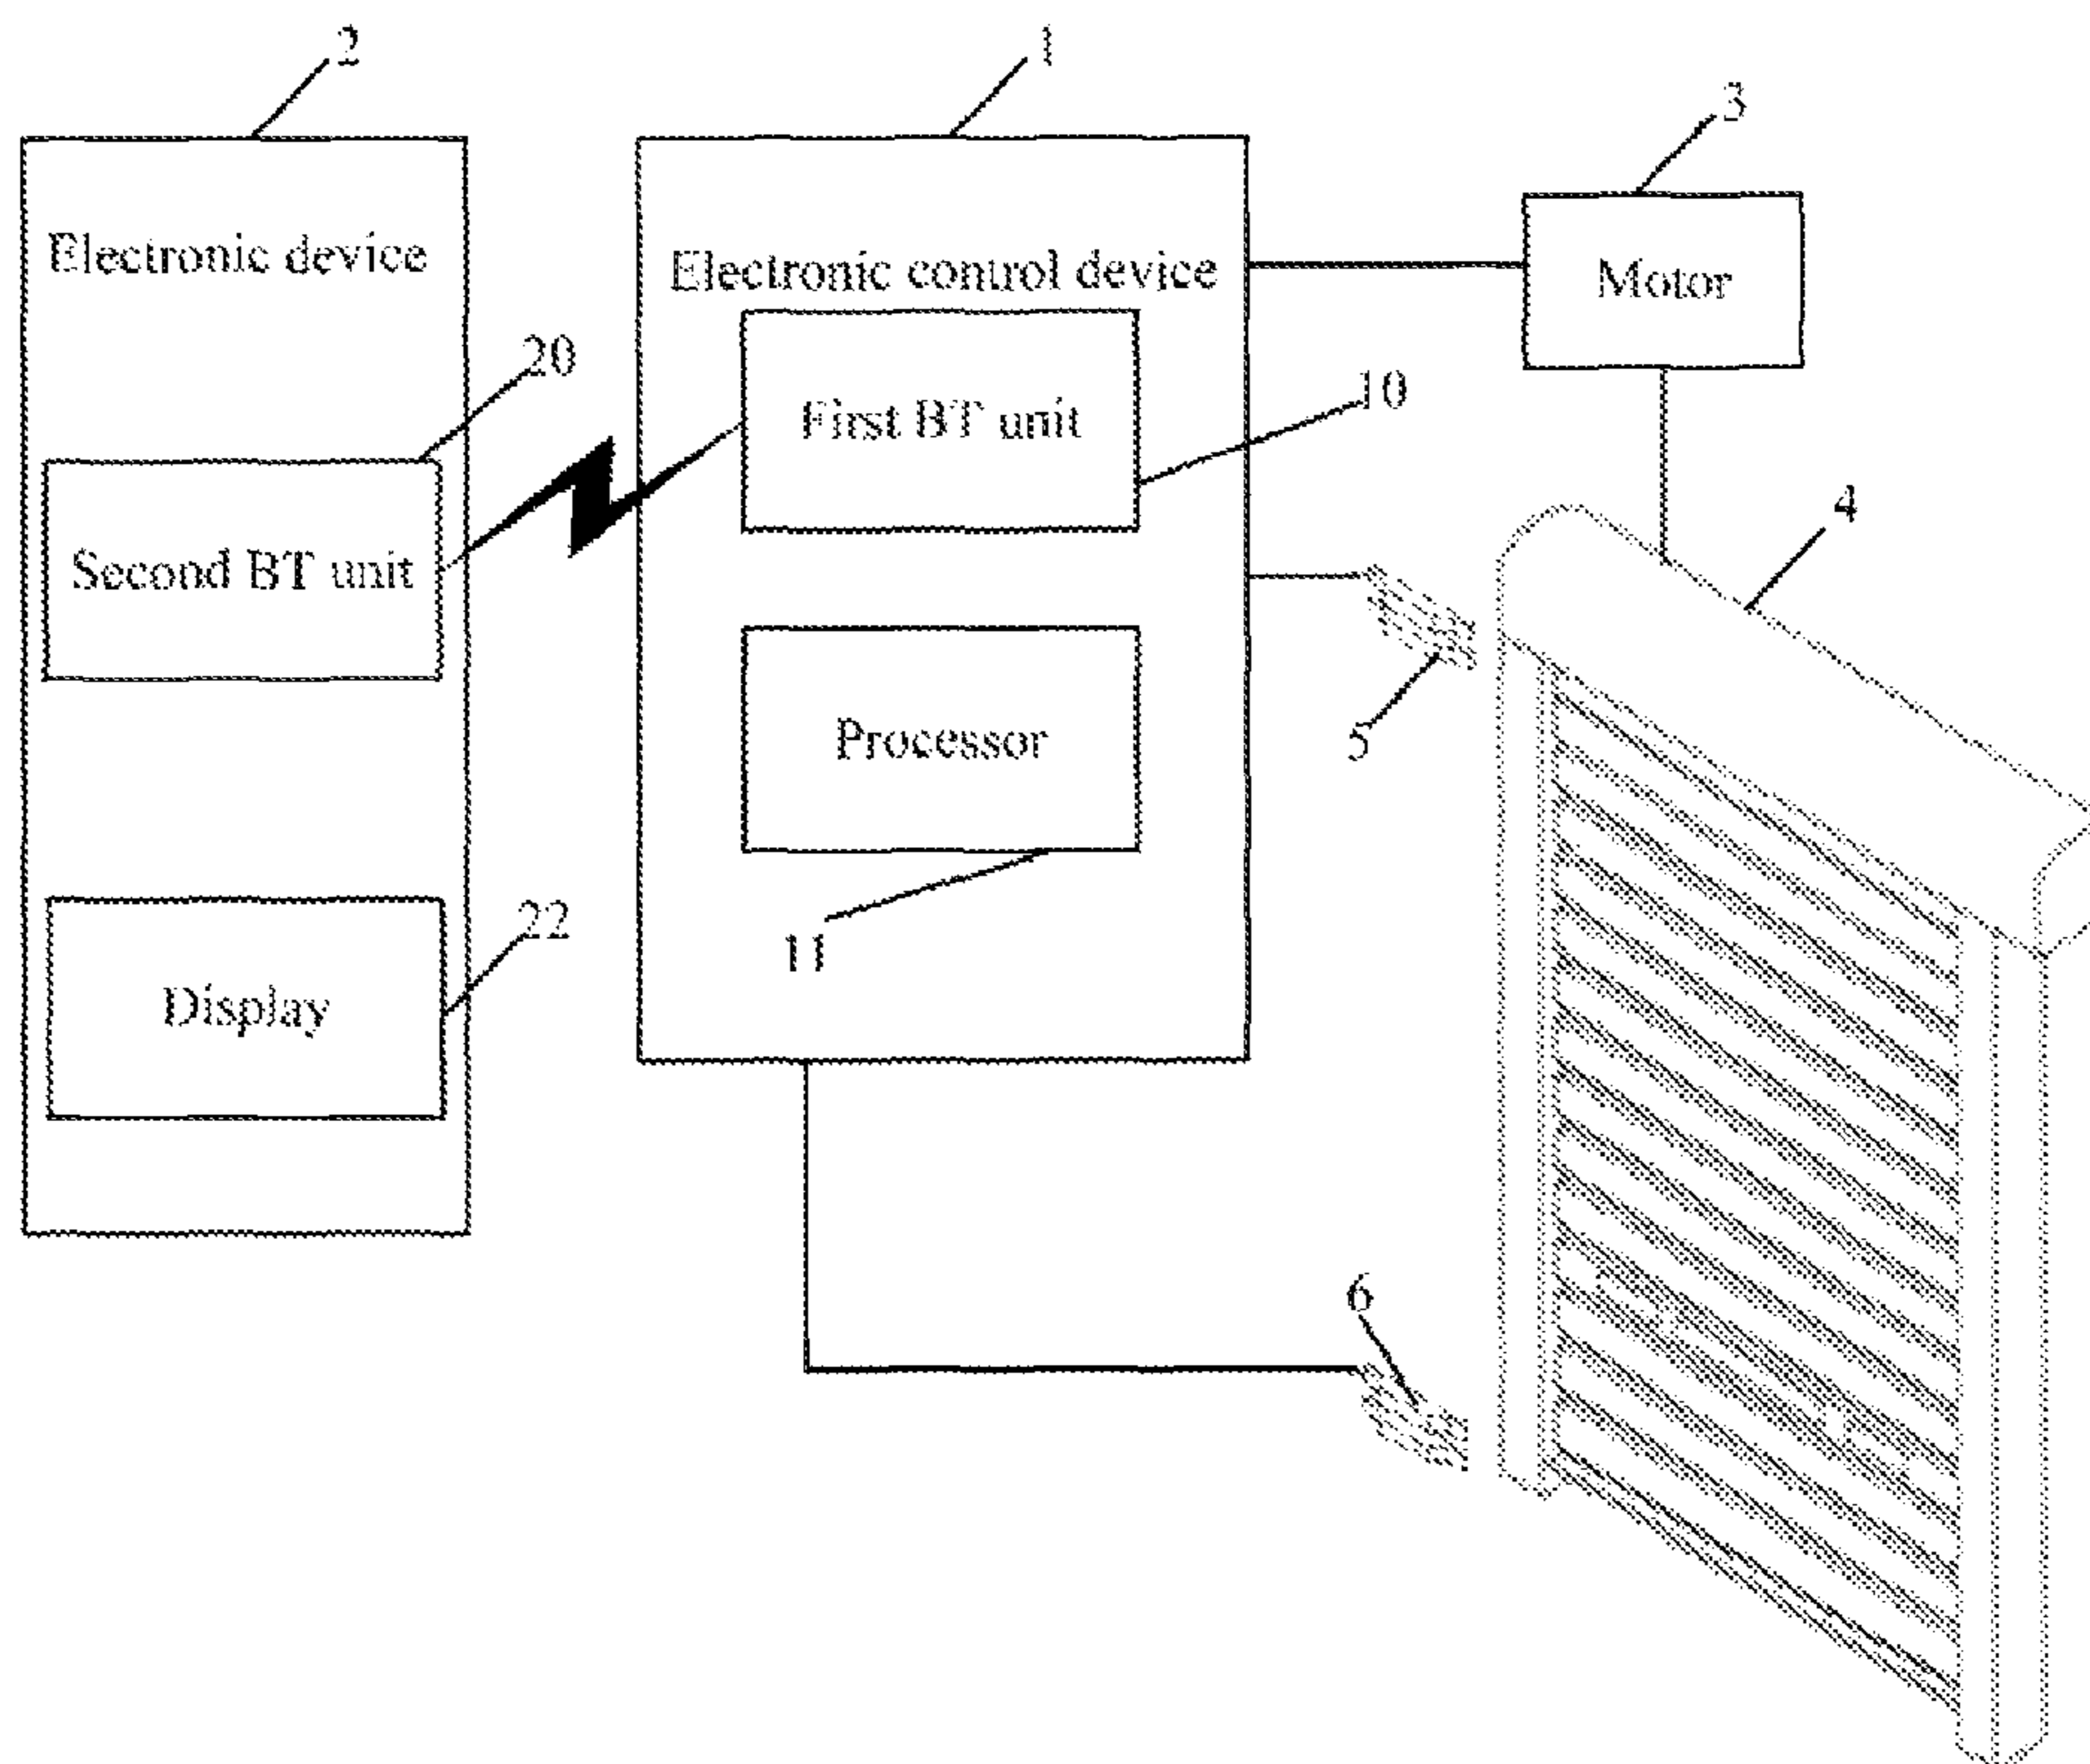 2
1
3
Electronic device
Electronic control device
Motor
20
First BT unit
10
Second BT unit
4
5
Processor
22
11
Display
6